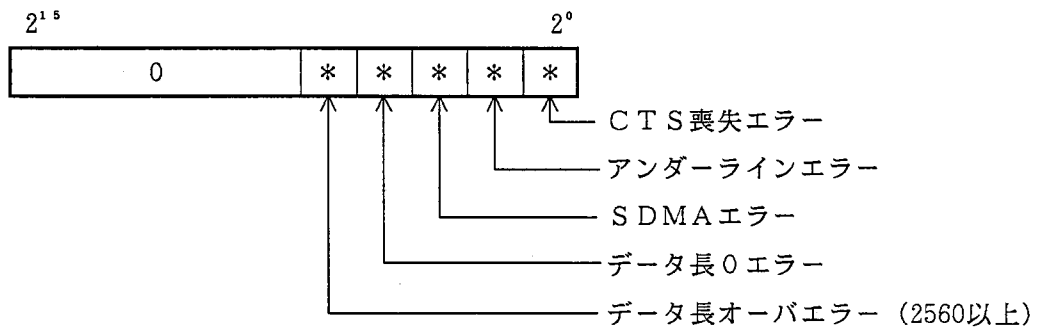 2¹⁵ 2⁰
0 * * * * *
CTS喪失エラー
アンダーラインエラー
SDMAエラー
データ長0エラー
データ長オーバエラー (2560以上)